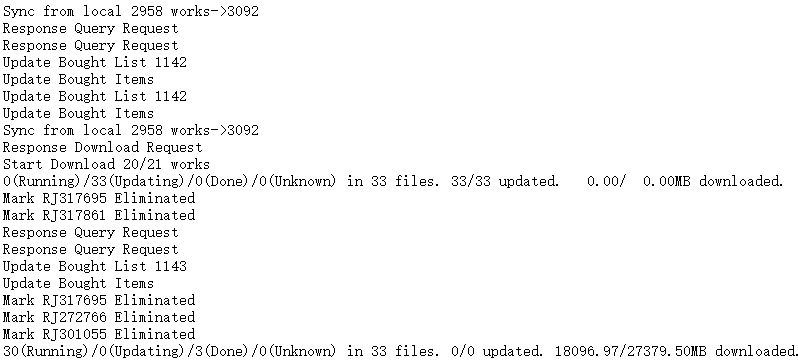 Sync from local 2958 works->3092
Response Query Request
Response Query Request
Update Bought List 1142
Update Bought Items
Update Bought List 1142
Update Bought Items
Sync from local 2958 works->3092
Response Download Request
Start Download 20/21 works
0(Running)/33(Updating)/0(Done)/0(Unknown) in 33 files. 33/33 updated.   0.00/  0.00MB downloaded.
Mark RJ317695 Eliminated
Mark RJ317861 Eliminated
Response Query Request
Response Query Request
Update Bought List 1143
Update Bought Items
Mark RJ317695 Eliminated
Mark RJ272766 Eliminated
Mark RJ301055 Eliminated
30(Running)/0(Updating)/3(Done)/0(Unknown) in 33 files. 0/0 updated. 18096.97/27379.50MB downloaded.